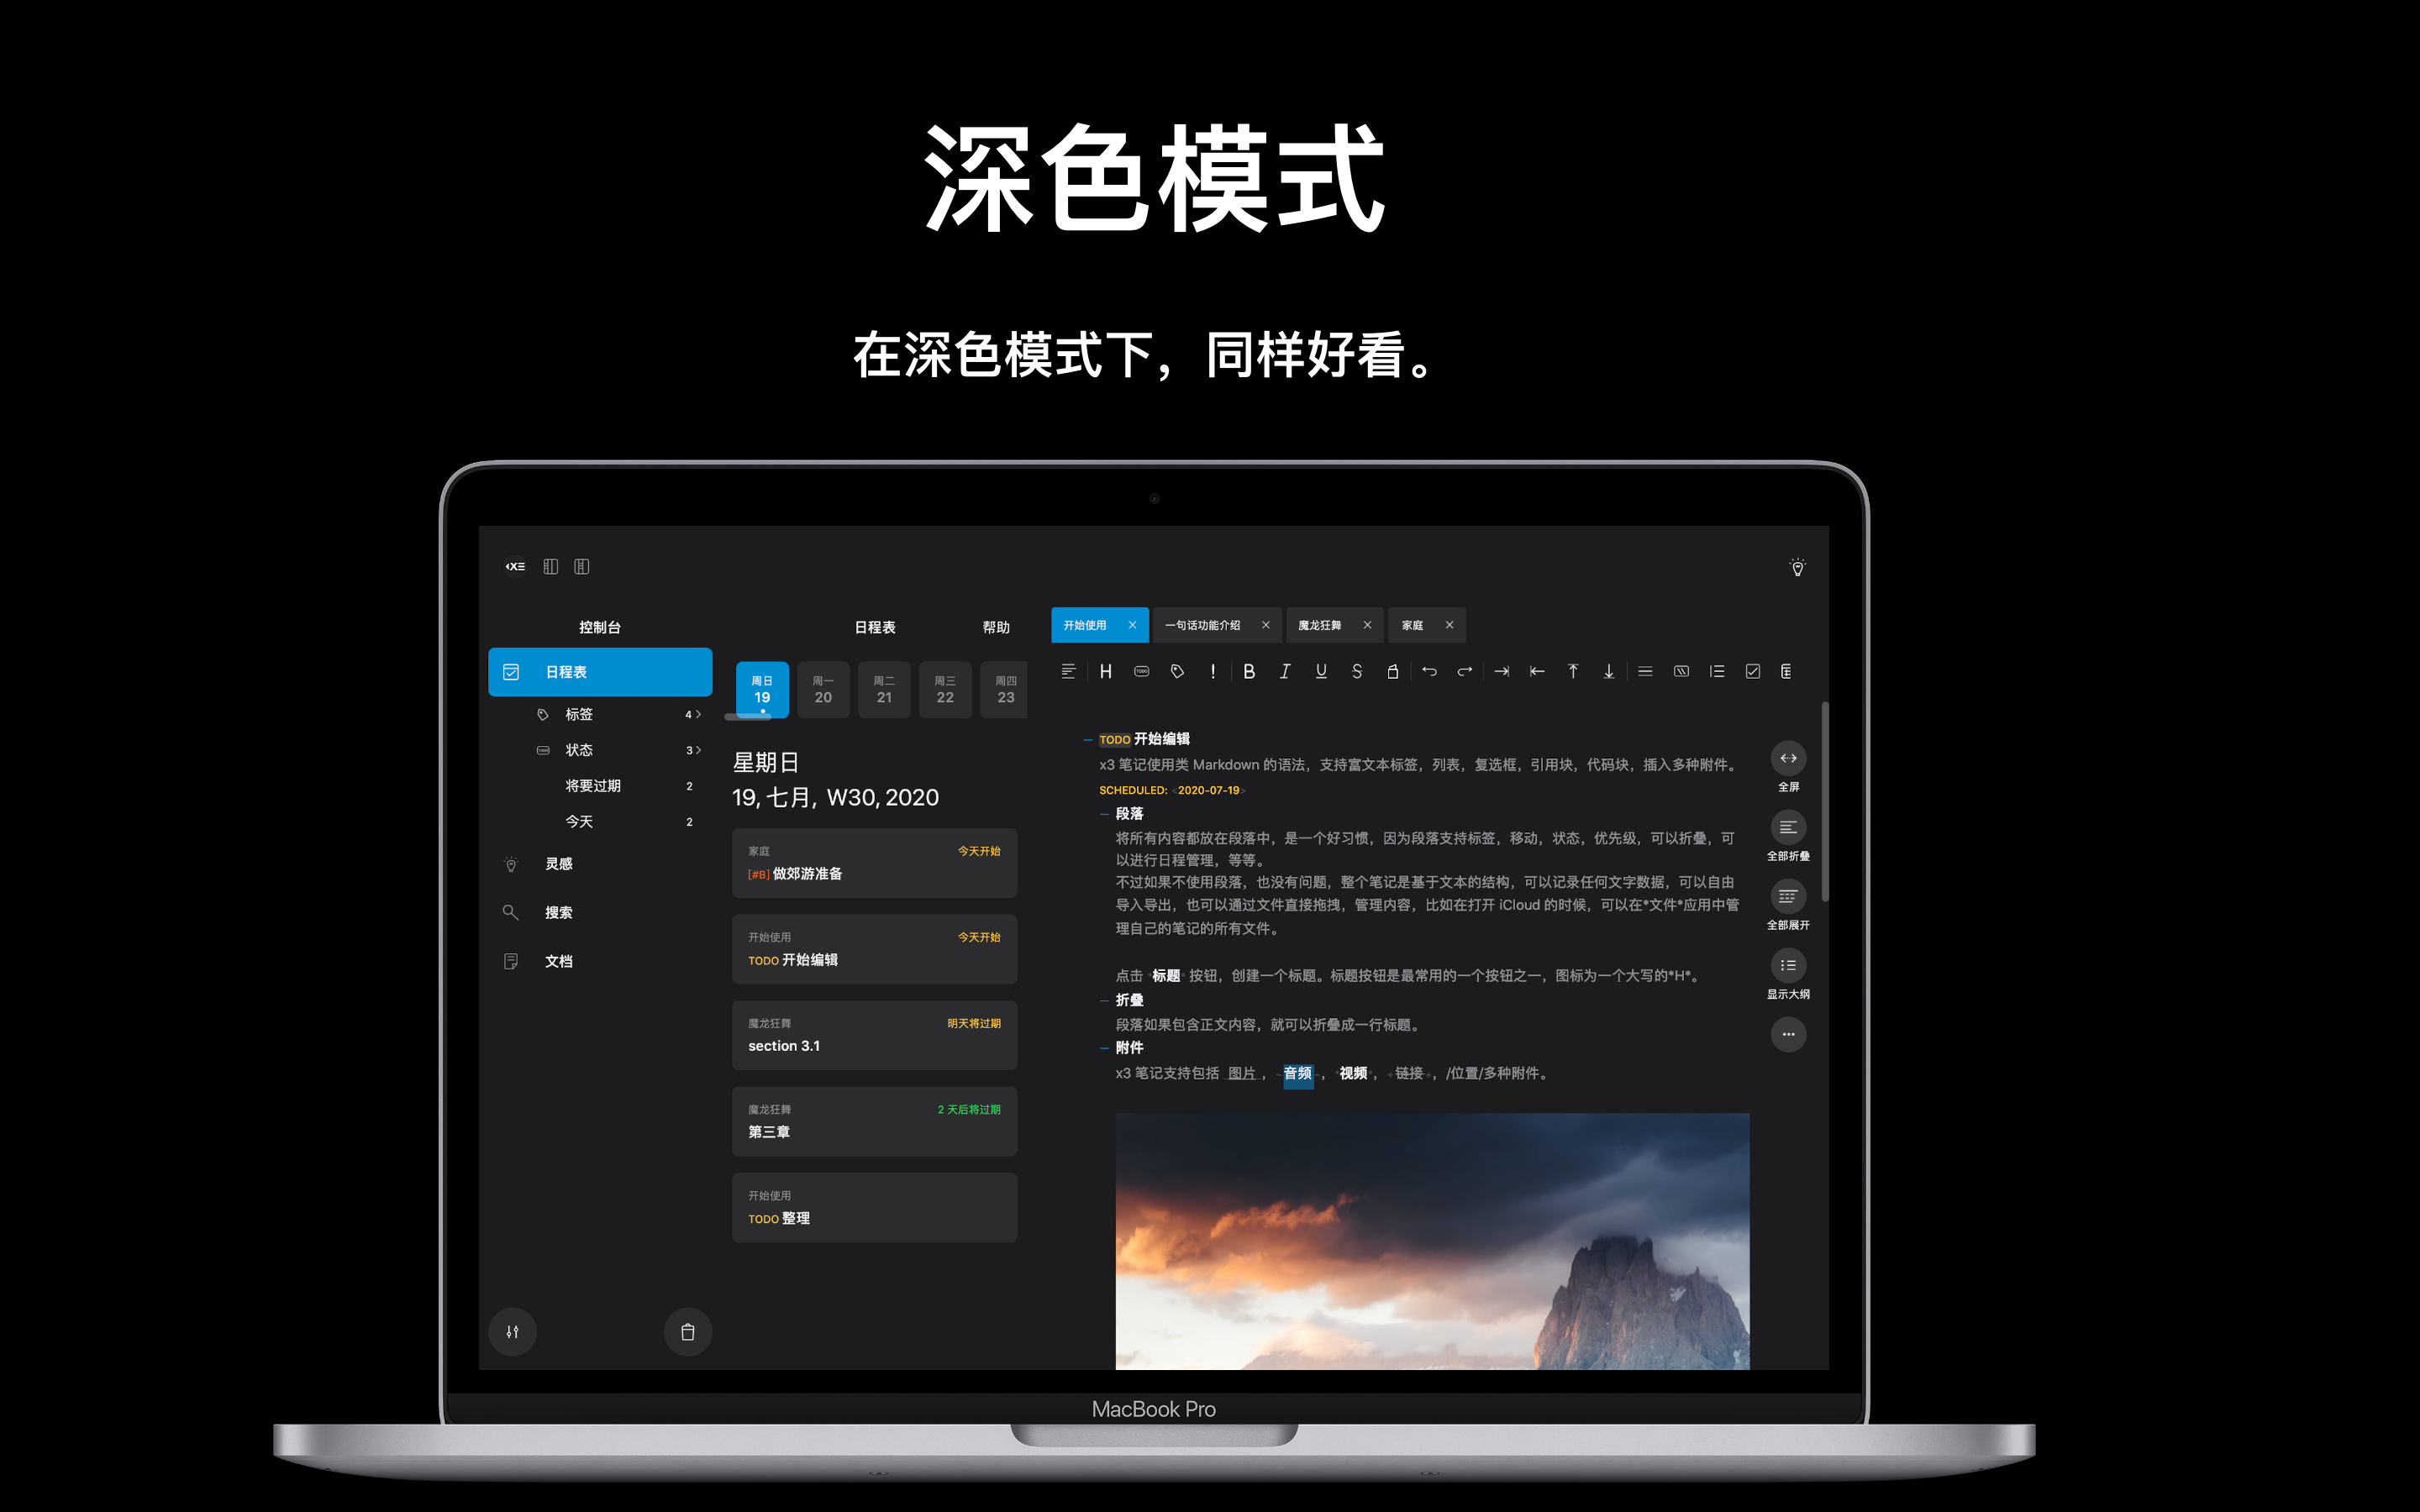 深色模式
在深色模式下，同样好看。
控制台
日程表
标签 4
状态 3
将要过期 2
今天 2
灵感
搜索
文档
日程表 帮助
周日 周一 周二 周三 周四
19 20 21 22 23
星期日
19, 七月, W30, 2020
家庭 今天开始
[#B] 做郊游准备
开始使用 今天开始
TODO 开始编辑
魔龙狂舞 明天将过期
section 3.1
魔龙狂舞 2 天后将过期
第三章
开始使用
TODO 整理
开始使用 一句话功能介绍 魔龙狂舞 家庭
H ! B I U S
TODO 开始编辑
x3 笔记使用类 Markdown 的语法，支持富文本标签，列表，复选框，引用块，代码块，插入多种附件。
SCHEDULED: <2020-07-19>
段落
将所有内容都放在段落中，是一个好习惯，因为段落支持标签，移动，状态，优先级，可以折叠，可
以进行日程管理，等等。
不过如果不使用段落，也没有问题，整个笔记是基于文本的结构，可以记录任何文字数据，可以自由
导入导出，也可以通过文件直接拖拽，管理内容，比如在打开 iCloud 的时候，可以在*文件*应用中管
理自己的笔记的所有文件。
点击 *标题* 按钮，创建一个标题。标题按钮是最常用的一个按钮之一，图标为一个大写的*H*。
折叠
段落如果包含正文内容，就可以折叠成一行标题。
附件
x3 笔记支持包括 _图片_， ~音频~， *视频*， +链接+，/位置/多种附件。
全屏
全部折叠
全部展开
显示大纲
MacBook Pro